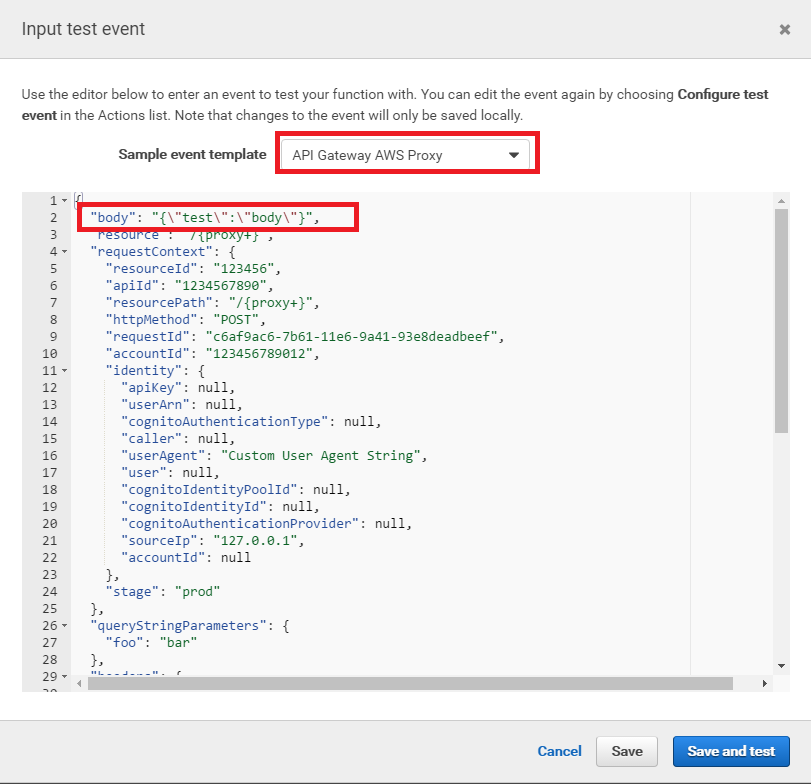 Input test event
×
Use the editor below to enter an event to test your function with. You can edit the event again by choosing Configure test
event in the Actions list. Note that changes to the event will only be saved locally.
Sample event template API Gateway AWS Proxy
1 {
2 "body": "{\"test\":\"body\"}",
3 "resource": "/{proxy+}",
4 "requestContext": {
5 "resourceId": "123456",
6 "apiId": "1234567890",
7 "resourcePath": "/{proxy+}",
8 "httpMethod": "POST",
9 "requestId": "c6af9ac6-7b61-11e6-9a41-93e8deadbeef",
10 "accountId": "123456789012",
11 "identity": {
12 "apiKey": null,
13 "userArn": null,
14 "cognitoAuthenticationType": null,
15 "caller": null,
16 "userAgent": "Custom User Agent String",
17 "user": null,
18 "cognitoIdentityPoolId": null,
19 "cognitoIdentityId": null,
20 "cognitoAuthenticationProvider": null,
21 "sourceIp": "127.0.0.1",
22 "accountId": null
23 },
24 "stage": "prod"
25 },
26 "queryStringParameters": {
27 "foo": "bar"
28 },
29 "headers": {
Cancel Save Save and test